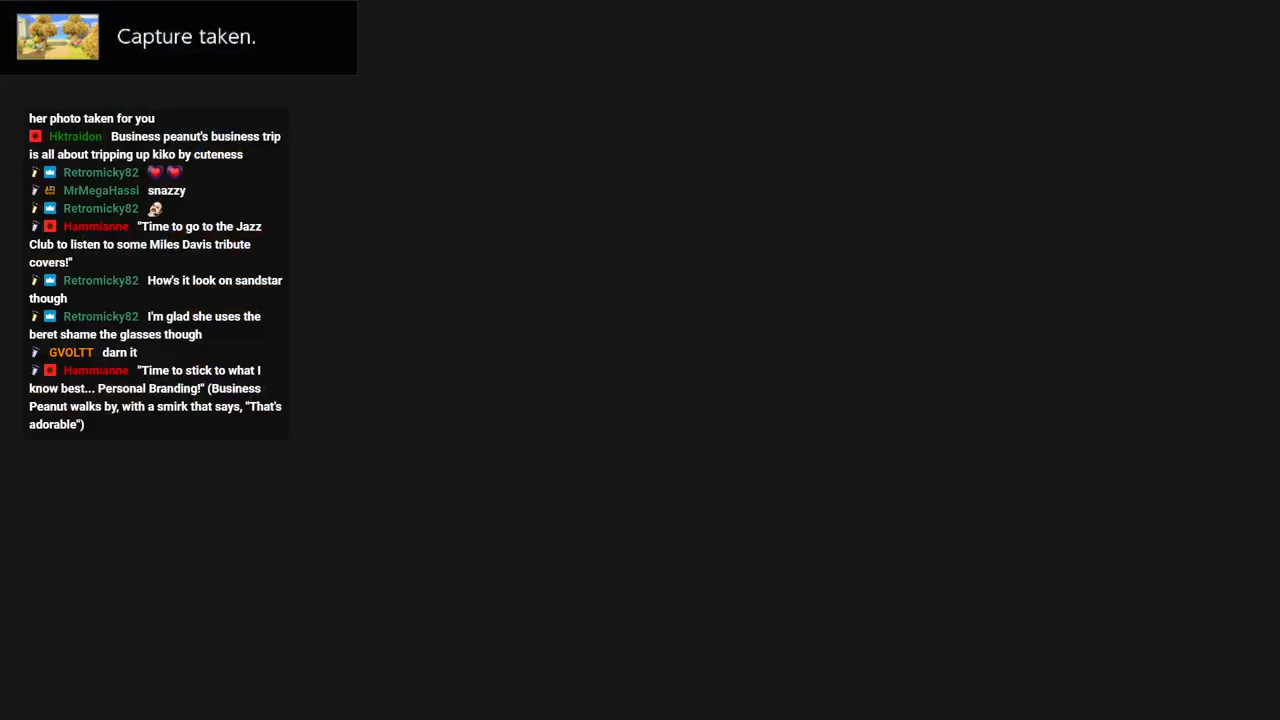 Capture taken.
her photo taken for you
Hktraidon Business peanut's business trip
is all about tripping up kiko by cuteness
Retromicky82
MrMegaHassi snazzy
Retromicky82
Hammianne "Time to go to the Jazz
Club to listen to some Miles Davis tribute
covers!"
Retromicky82 How's it look on sandstar
though
Retromicky82 I'm glad she uses the
beret shame the glasses though
GVOLTT darn it
Hammianne "Time to stick to what I
know best... Personal Branding!" (Business
Peanut walks by, with a smirk that says, "That's
adorable")